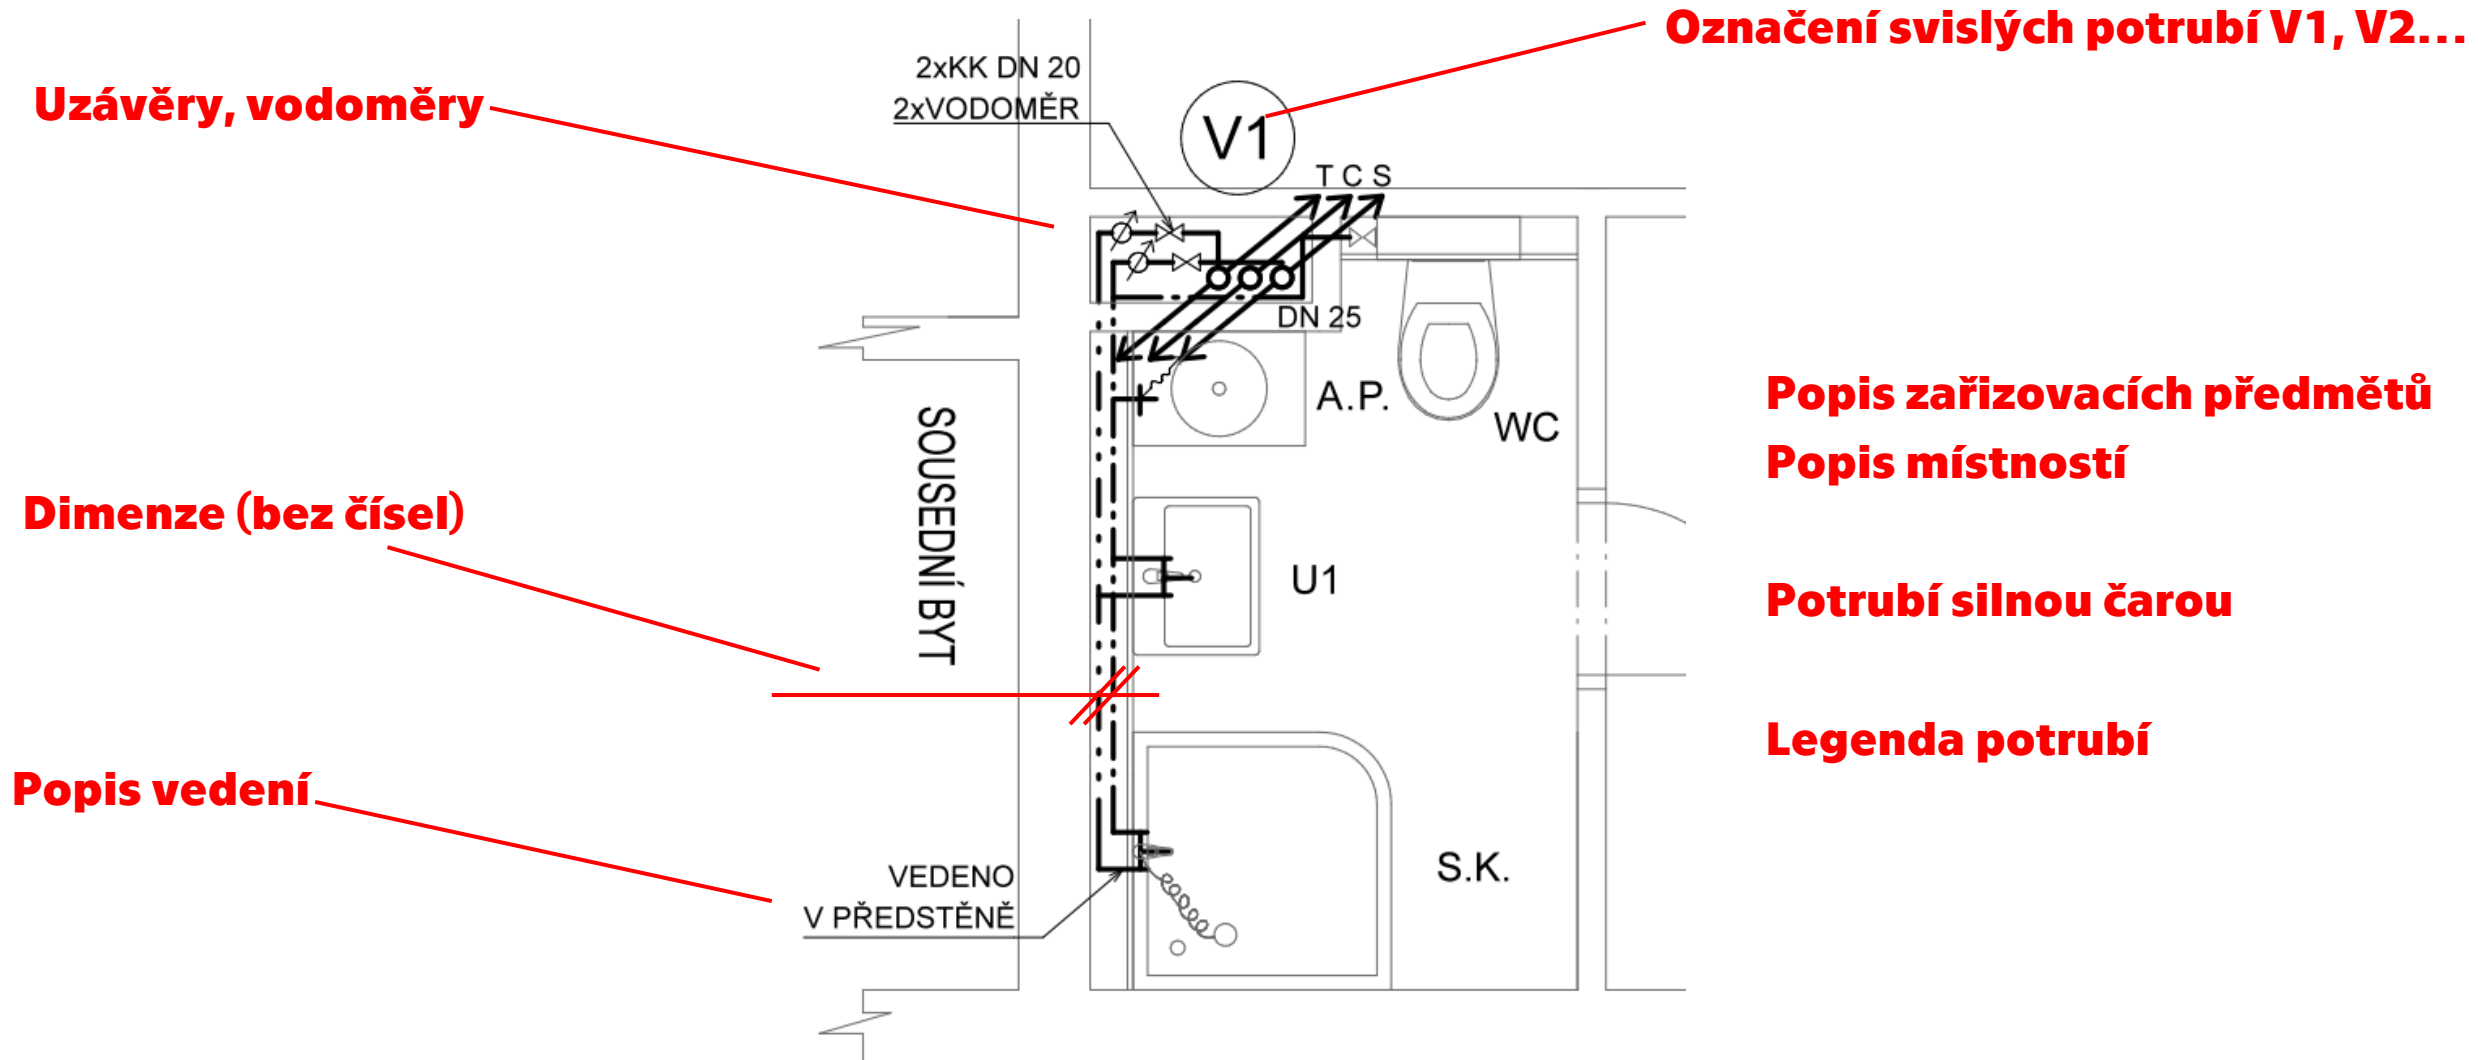 Označení svislých potrubí V1, V2...
2xKK DN 20
2xVODOMĚR
Uzávěry, vodoměry
V1
T C S
DN 25
A.P.
WC
Popis zařizovacích předmětů
Popis místností
SOUSEDNÍ BYT
Dimenze (bez čísel)
U1
Potrubí silnou čarou
Legenda potrubí
Popis vedení
VEDENO
V PŘEDSTĚNĚ
S.K.